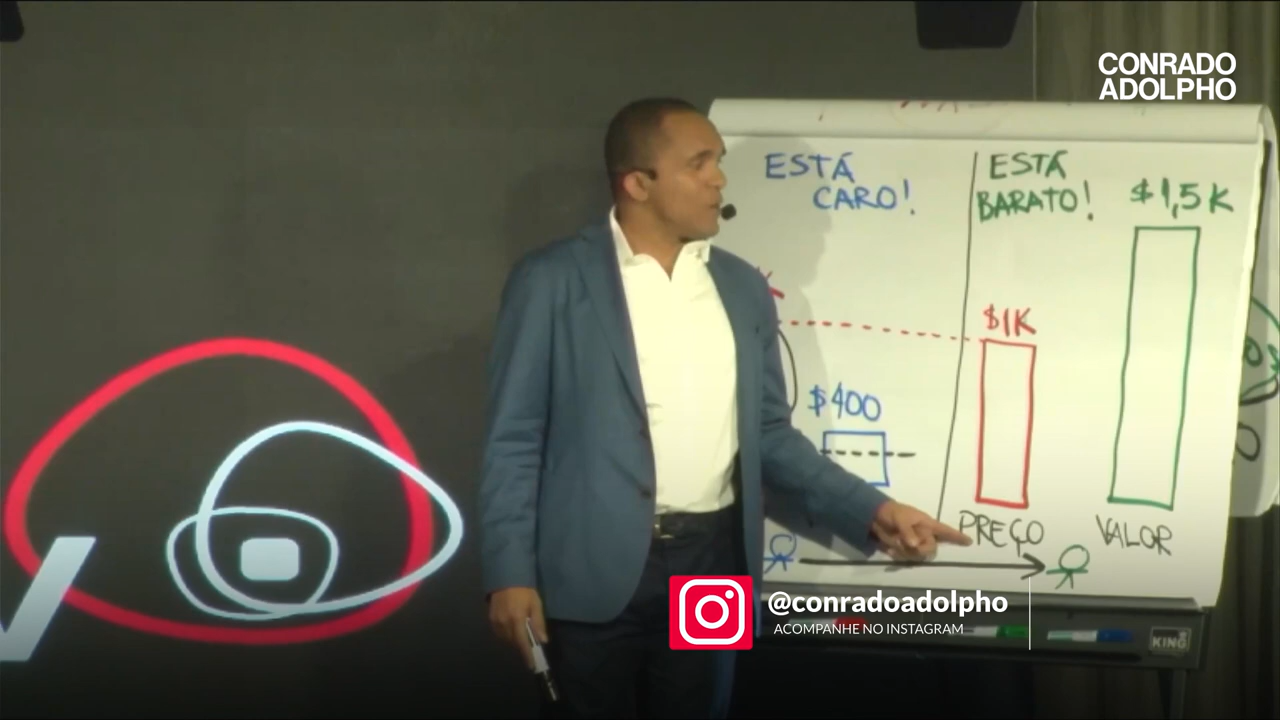 CONRADO
ADOLPHO
ESTÁ
CARO!
ESTÁ
BARATO!
$1,5K
$1K
$400
PREÇO
VALOR
@conradoadolpho
ACOMPANHE NO INSTAGRAM
KING